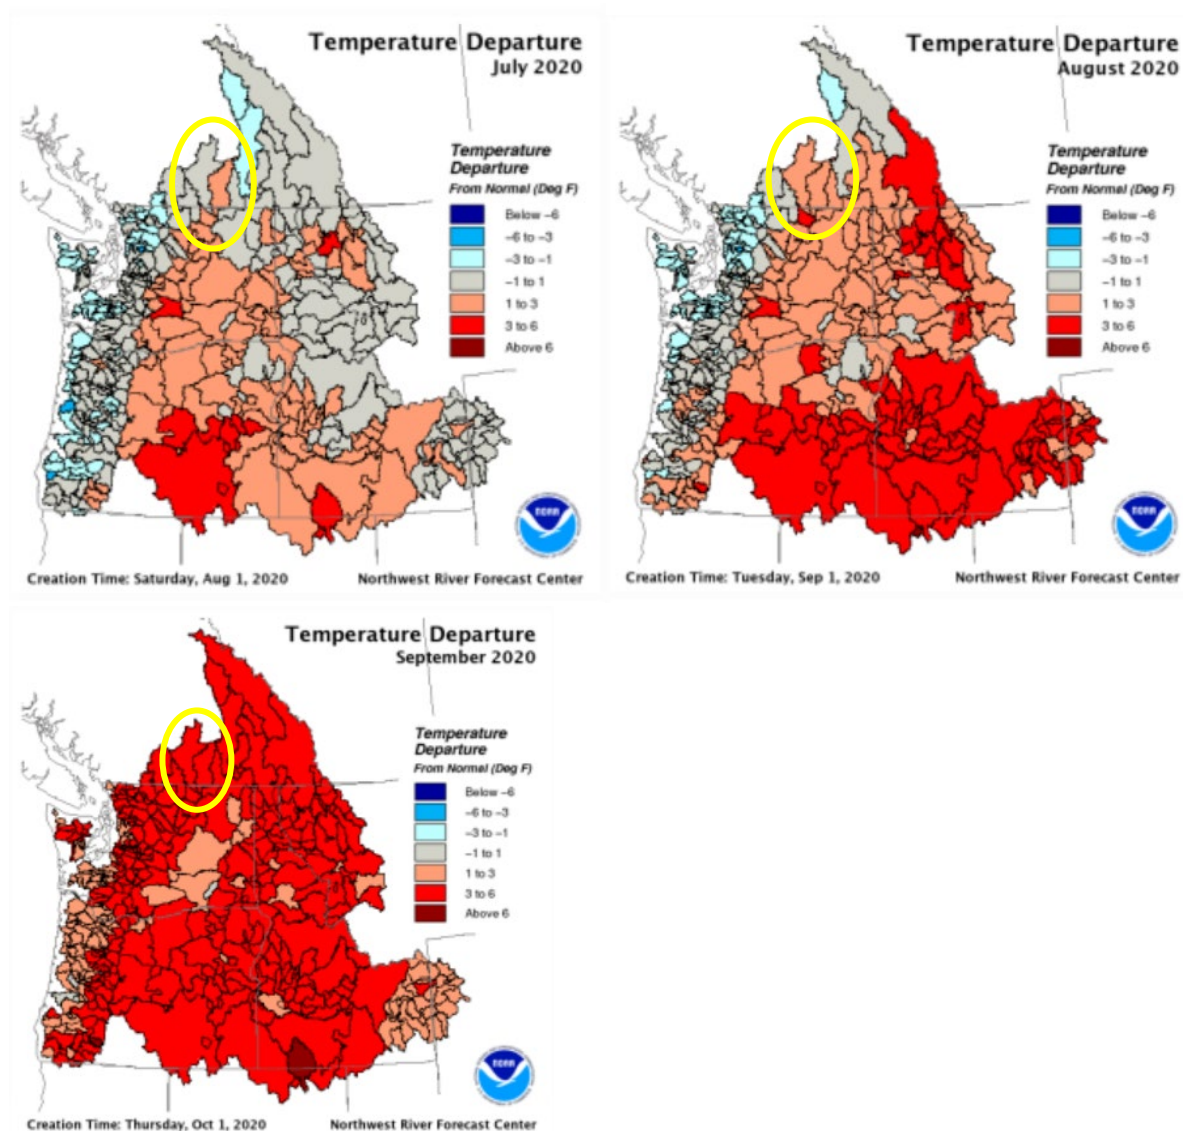 Temperature Departure
July 2020
Temperature
Departure
From Normal (Deg F)
Below -6
-6 to -3
-3 to -1
-1 to 1
1 to 3
3 to 6
Above 6
NOAA
Creation Time: Saturday, Aug 1, 2020
Northwest River Forecast Center
Temperature Departure
August 2020
Temperature
Departure
From Normal (Deg F)
Below -6
-6 to -3
-3 to -1
-1 to 1
1 to 3
3 to 6
Above 6
NOAA
Creation Time: Tuesday, Sep 1, 2020
Northwest River Forecast Center
Temperature Departure
September 2020
Temperature
Departure
From Normal (Deg F)
Below -6
-6 to -3
-3 to -1
-1 to 1
1 to 3
3 to 6
Above 6
NOAA
Creation Time: Thursday, Oct 1, 2020
Northwest River Forecast Center